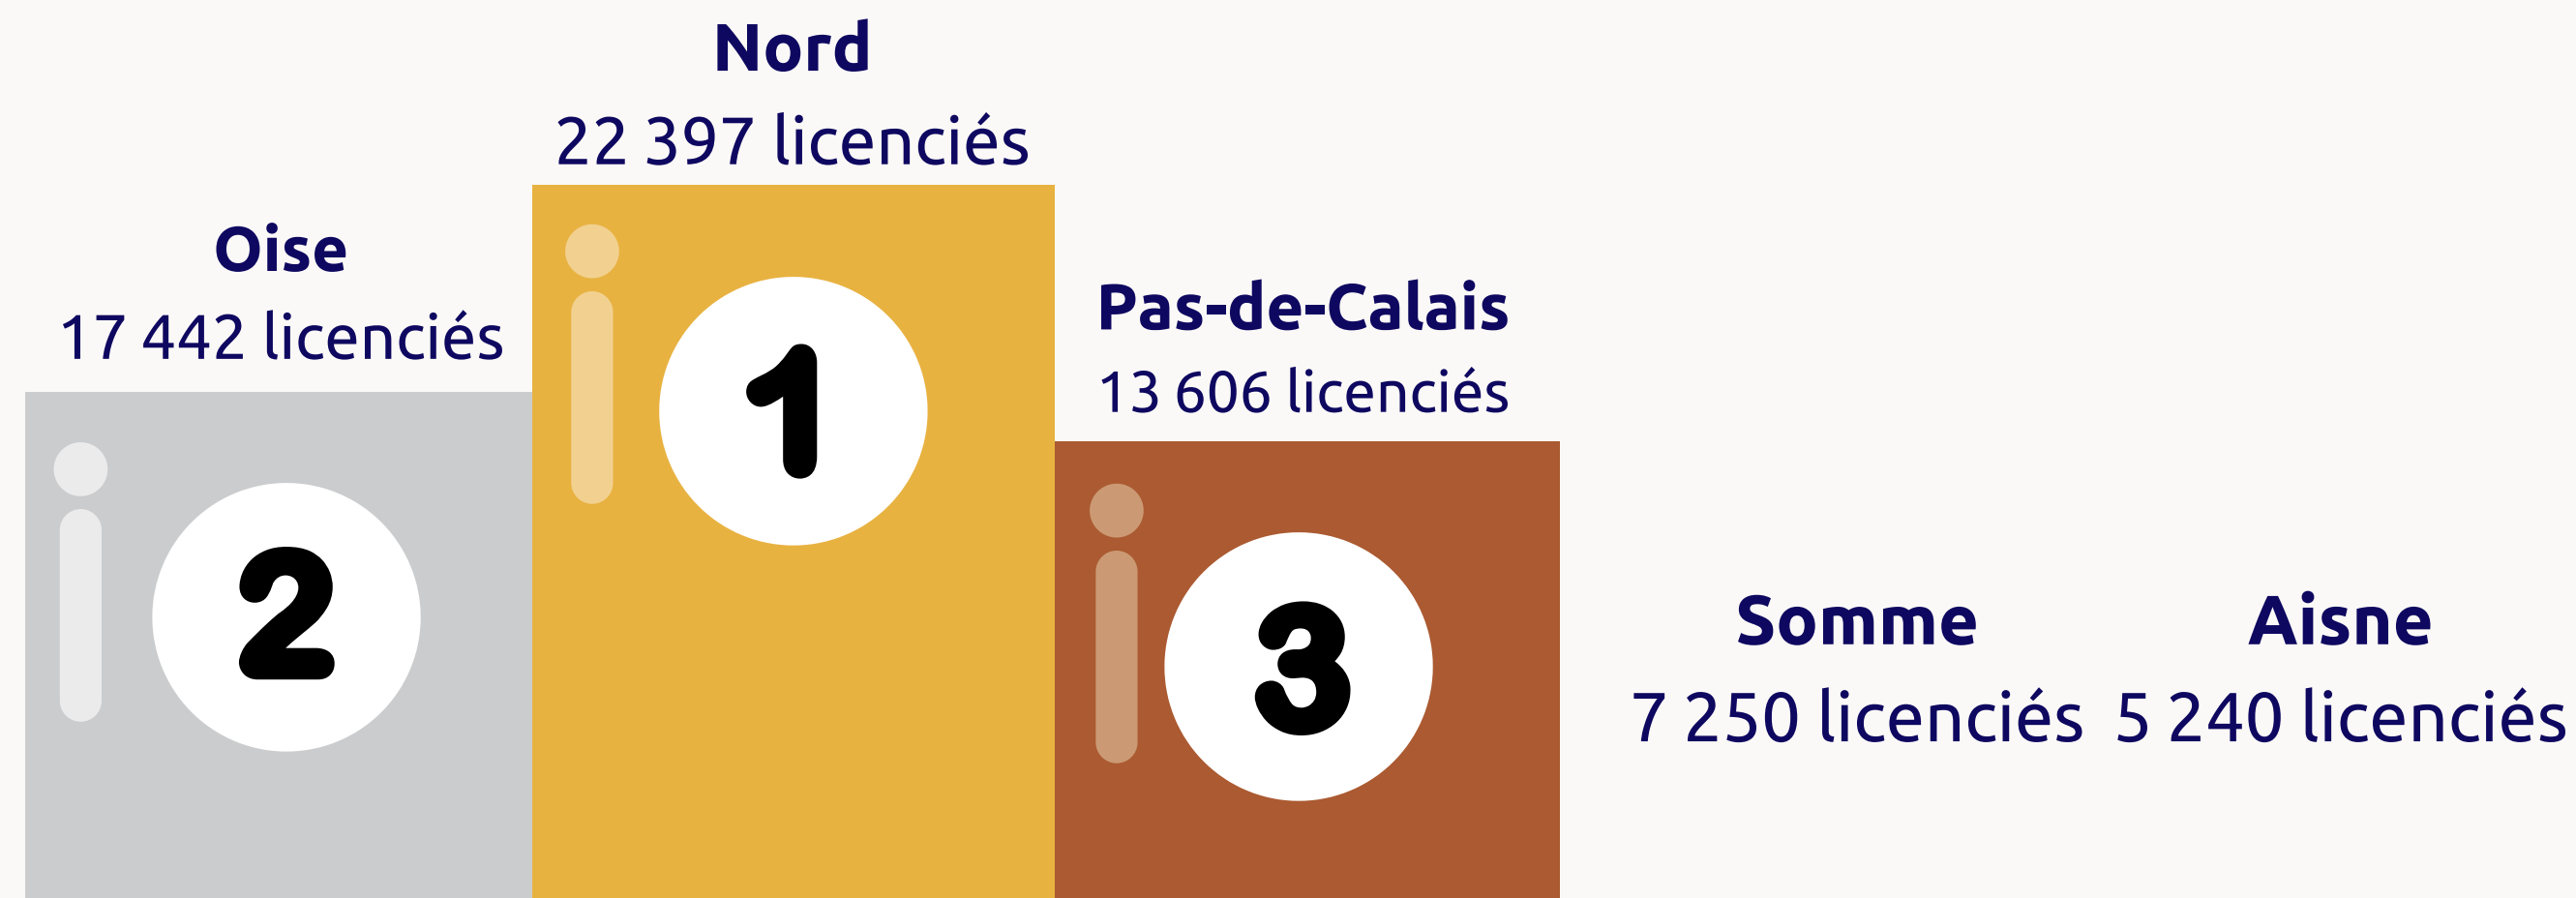 Nord
22 397 licenciés
Oise
17 442 licenciés
Pas-de-Calais
13 606 licenciés
1
2
3
Somme
7 250 licenciés
Aisne
5 240 licenciés